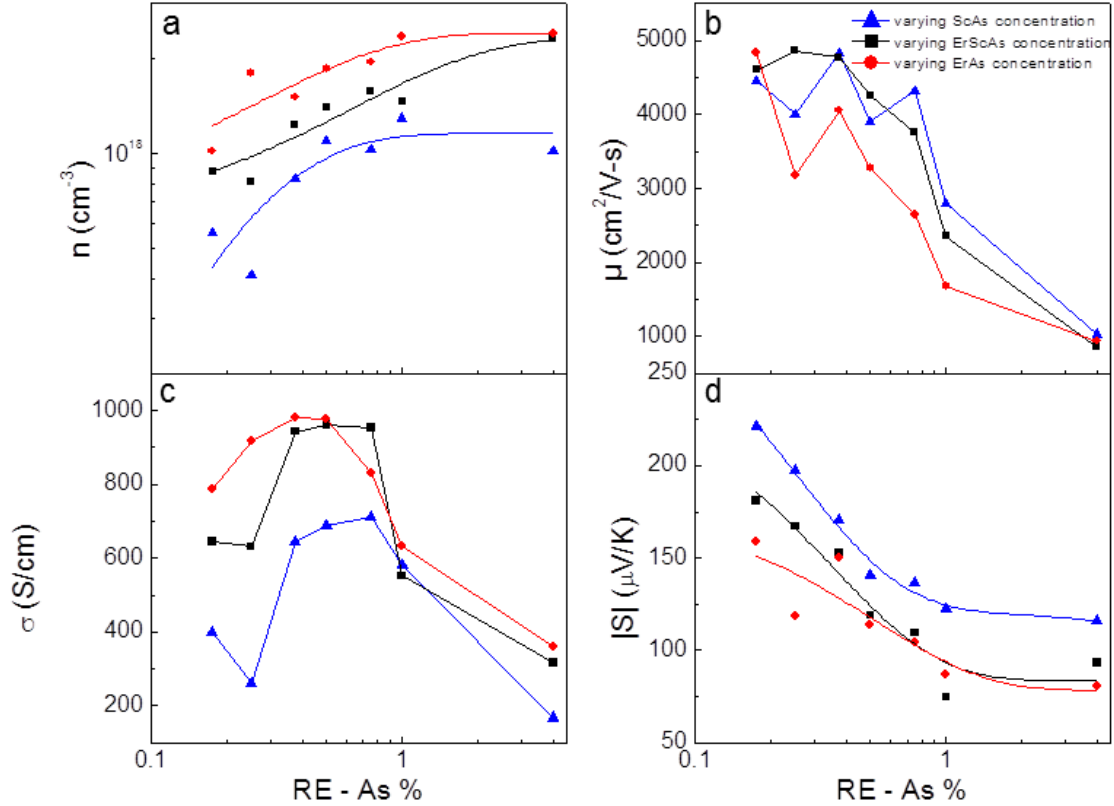 a
n (cm-3)
10^18
b
varying ScAs concentration
varying ErScAs concentration
varying ErAs concentration
5000
4000
3000
2000
1000
250
μ (cm2/V-s)
c
1000
800
600
400
200
σ (S/cm)
0.1
1
RE - As %
d
200
150
100
50
|S| (μV/K)
0.1
1
RE - As %